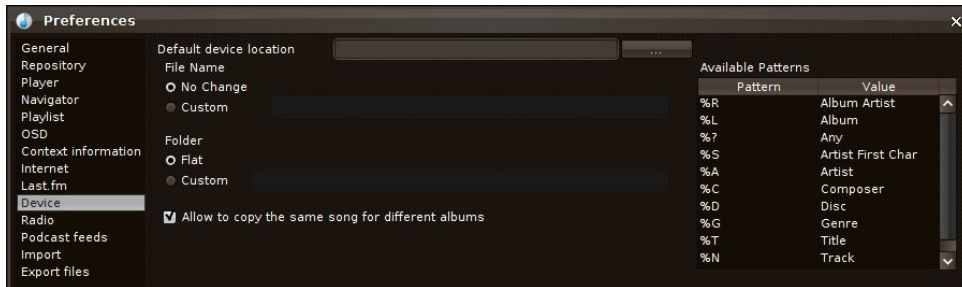 Preferences
General
Repository
Player
Navigator
Playlist
OSD
Context information
Internet
Last.fm
Device
Radio
Podcast feeds
Import
Export files
Default device location ...
File Name
No Change
Custom
Folder
Flat
Custom
Allow to copy the same song for different albums
Available Patterns
Pattern Value
%R Album Artist
%L Album
%? Any
%S Artist First Char
%A Artist
%C Composer
%D Disc
%G Genre
%T Title
%N Track